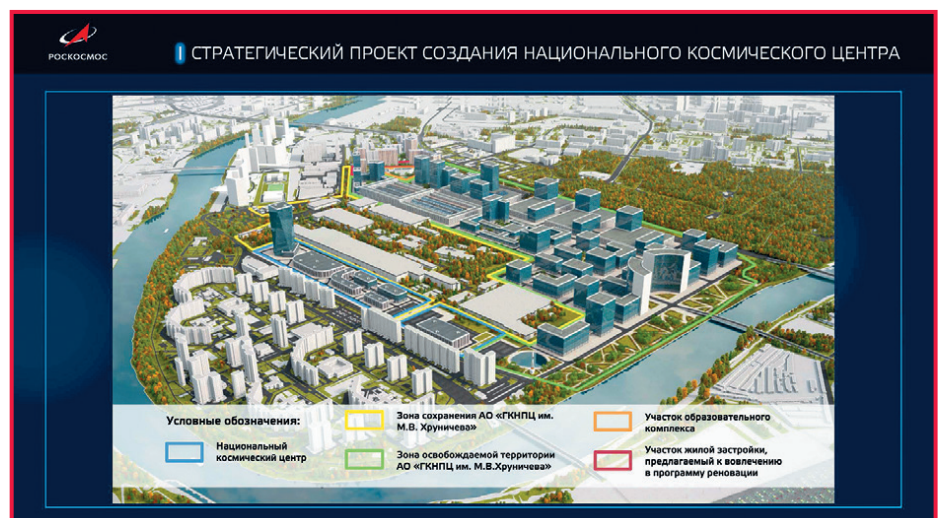 РОСКОСМОС
СТРАТЕГИЧЕСКИЙ ПРОЕКТ СОЗДАНИЯ НАЦИОНАЛЬНОГО КОСМИЧЕСКОГО ЦЕНТРА
Условные обозначения:
Национальный
космический центр
Зона сохранения АО «ГКНПЦ им.
М.В. Хруничева»
Зона освобождаемой территории
АО «ГКНПЦ им. М.В.Хруничева»
Участок образовательного
комплекса
Участок жилой застройки,
предлагаемый к вовлечению
в программу реновации